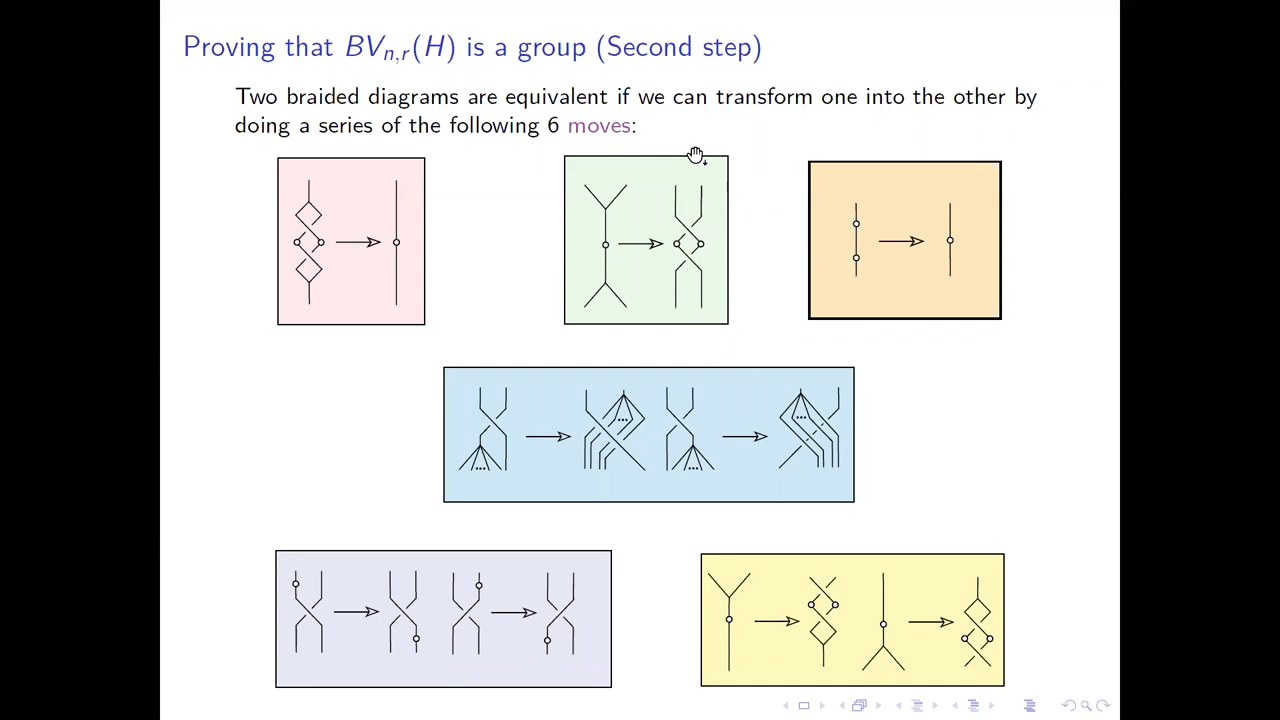 Proving that BV_{n,r}(H) is a group (Second step)
Two braided diagrams are equivalent if we can transform one into the other by
doing a series of the following 6 moves: